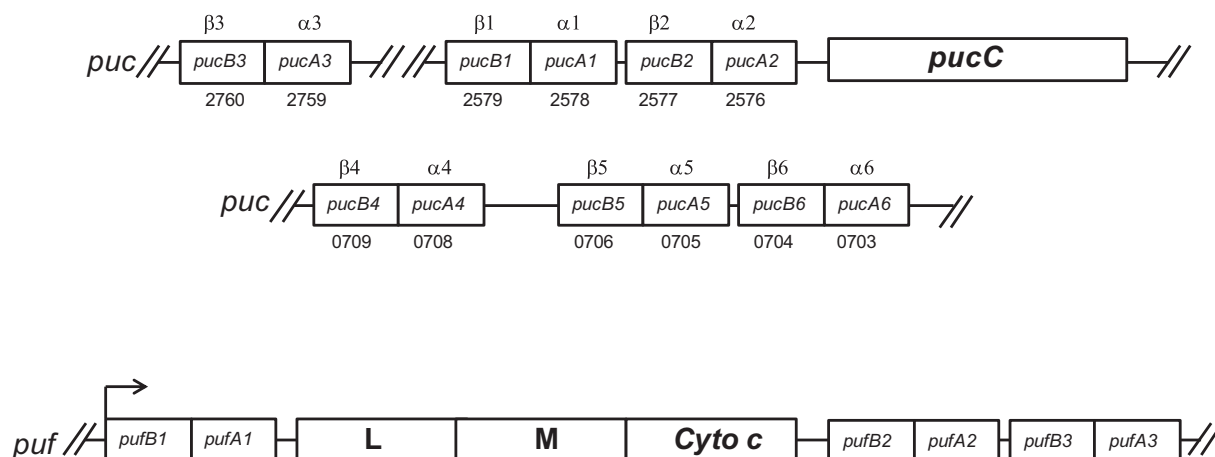 β3 α3 β1 α1 β2 α2
puc pucB3 pucA3 pucB1 pucA1 pucB2 pucA2 pucC
2760 2759 2579 2578 2577 2576
β4 α4 β5 α5 β6 α6
puc pucB4 pucA4 pucB5 pucA5 pucB6 pucA6
0709 0708 0706 0705 0704 0703
puf pufB1 pufA1 L M Cyto c pufB2 pufA2 pufB3 pufA3